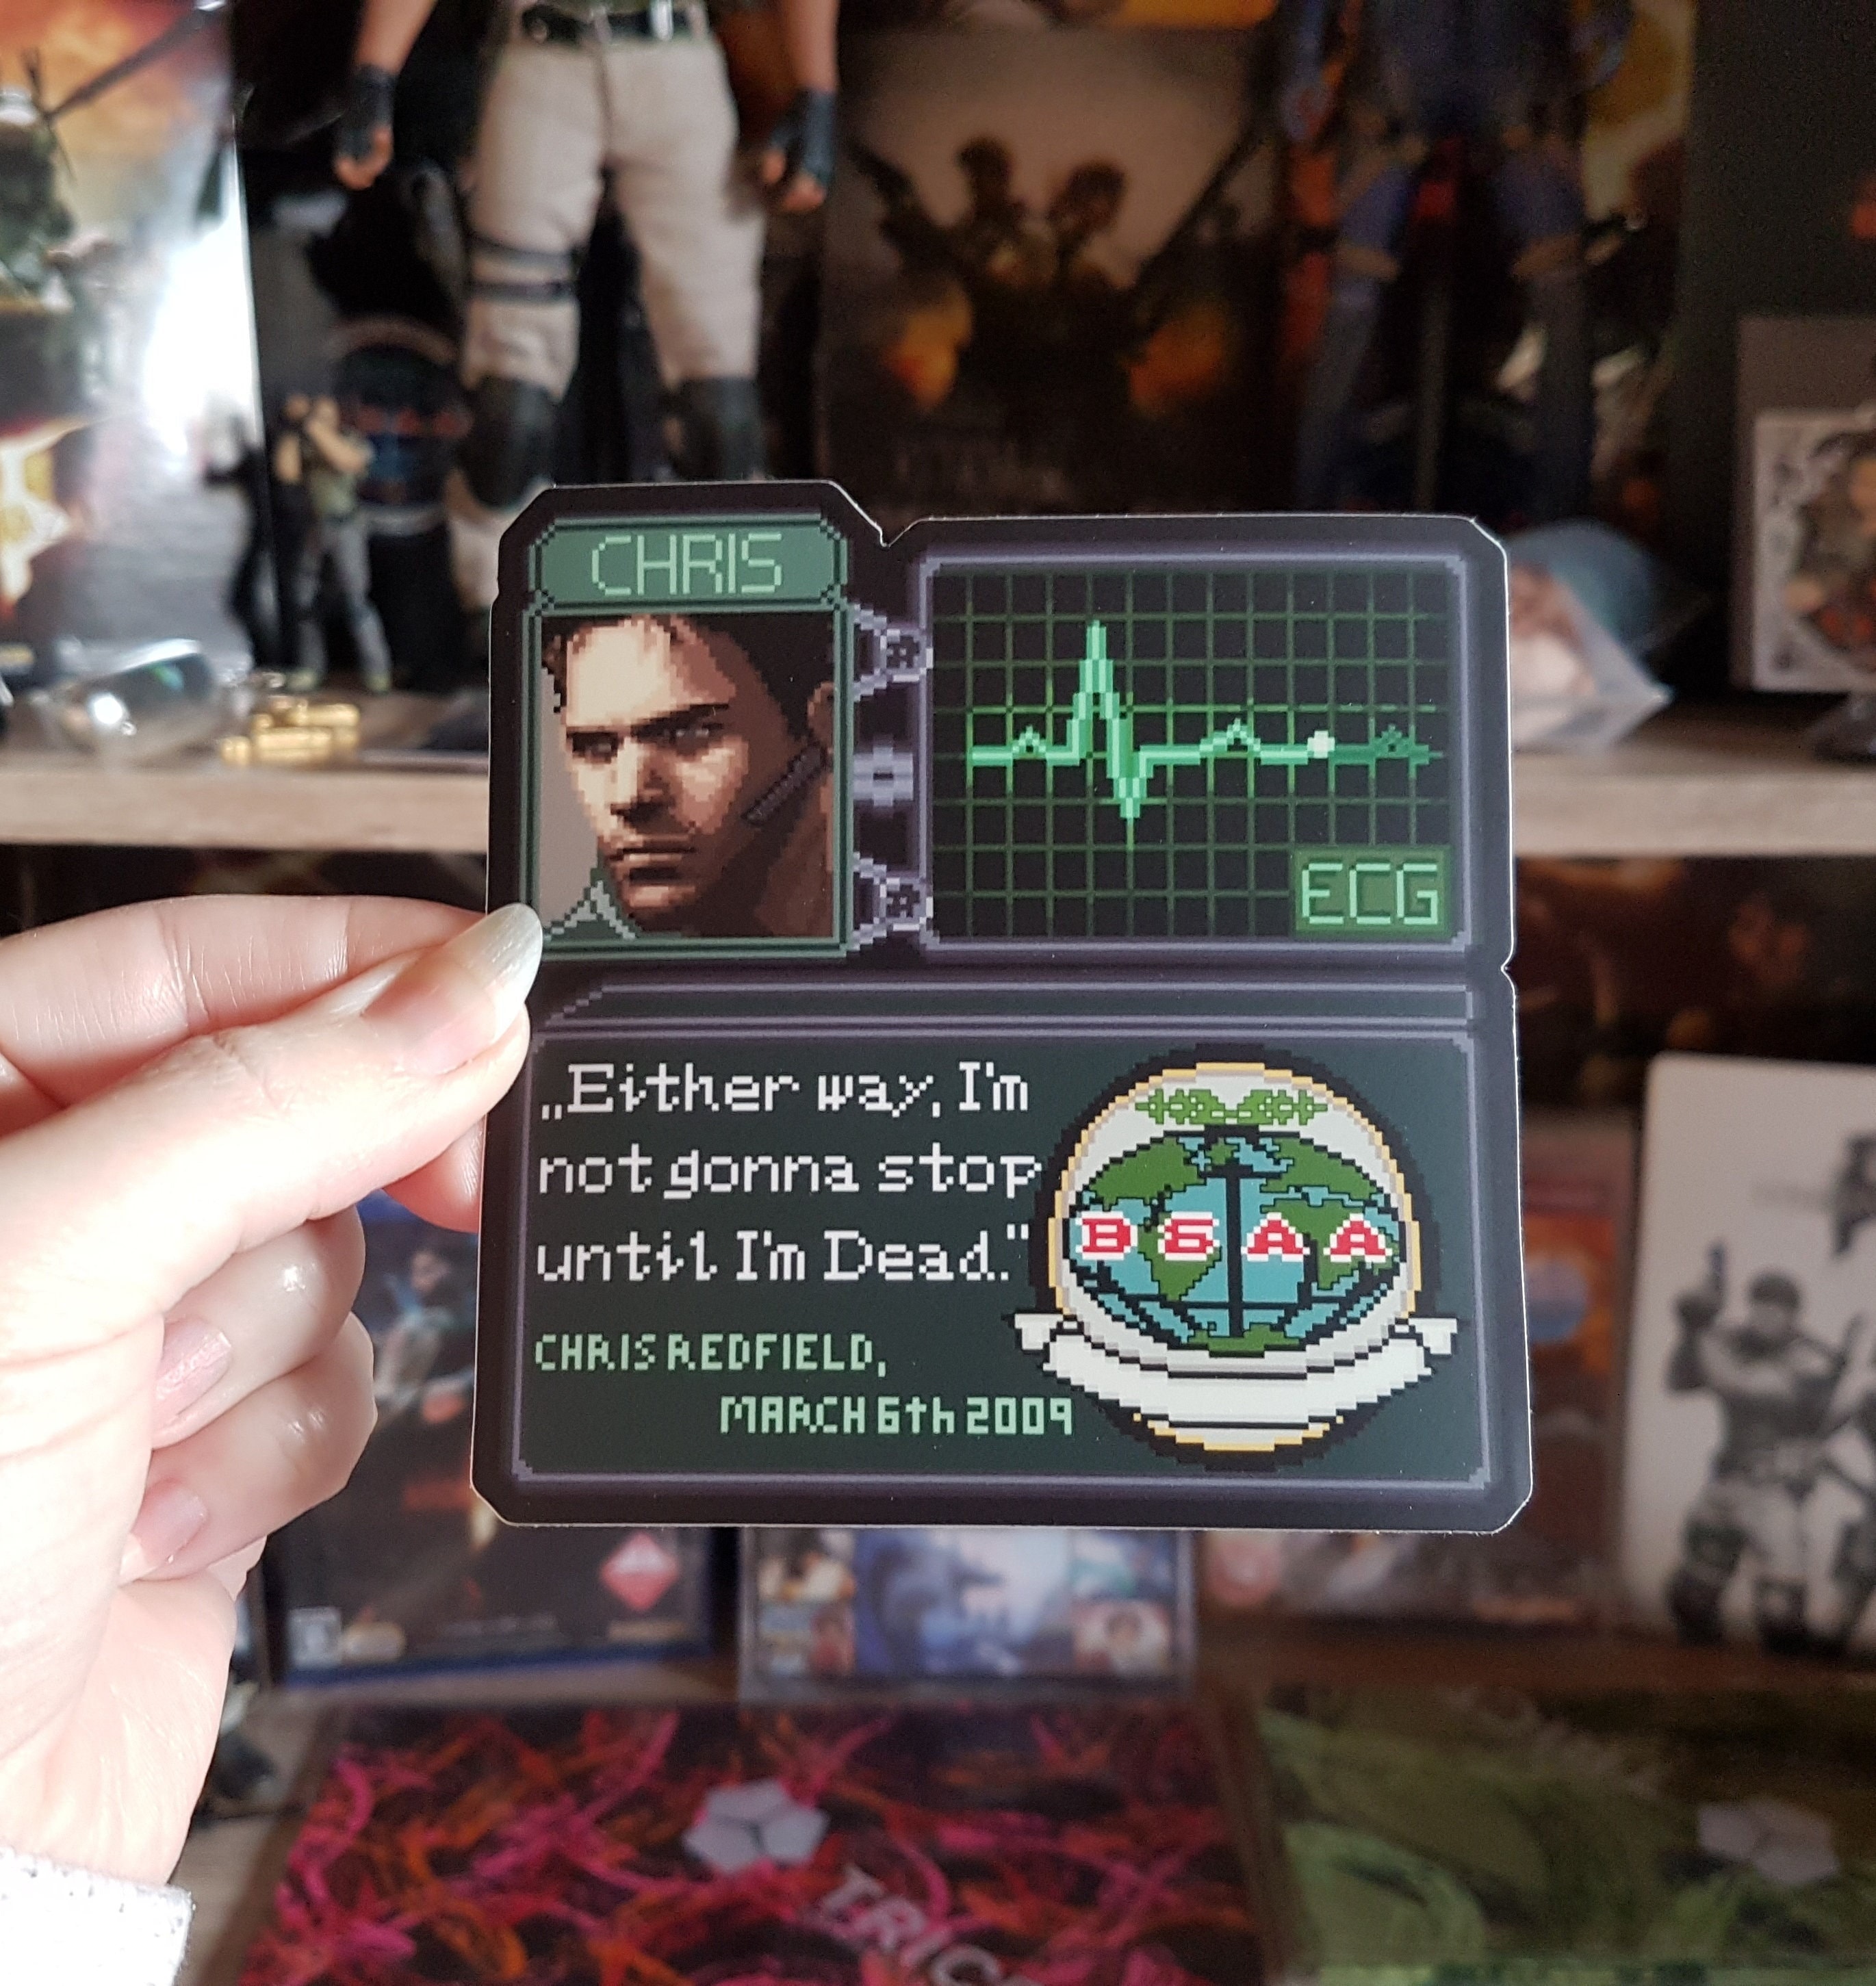 CHRIS
ECG
„Either way, I'm
not gonna stop
until I'm Dead."
BSAA
CHRIS REDFIELD,
MARCH 6th 2009